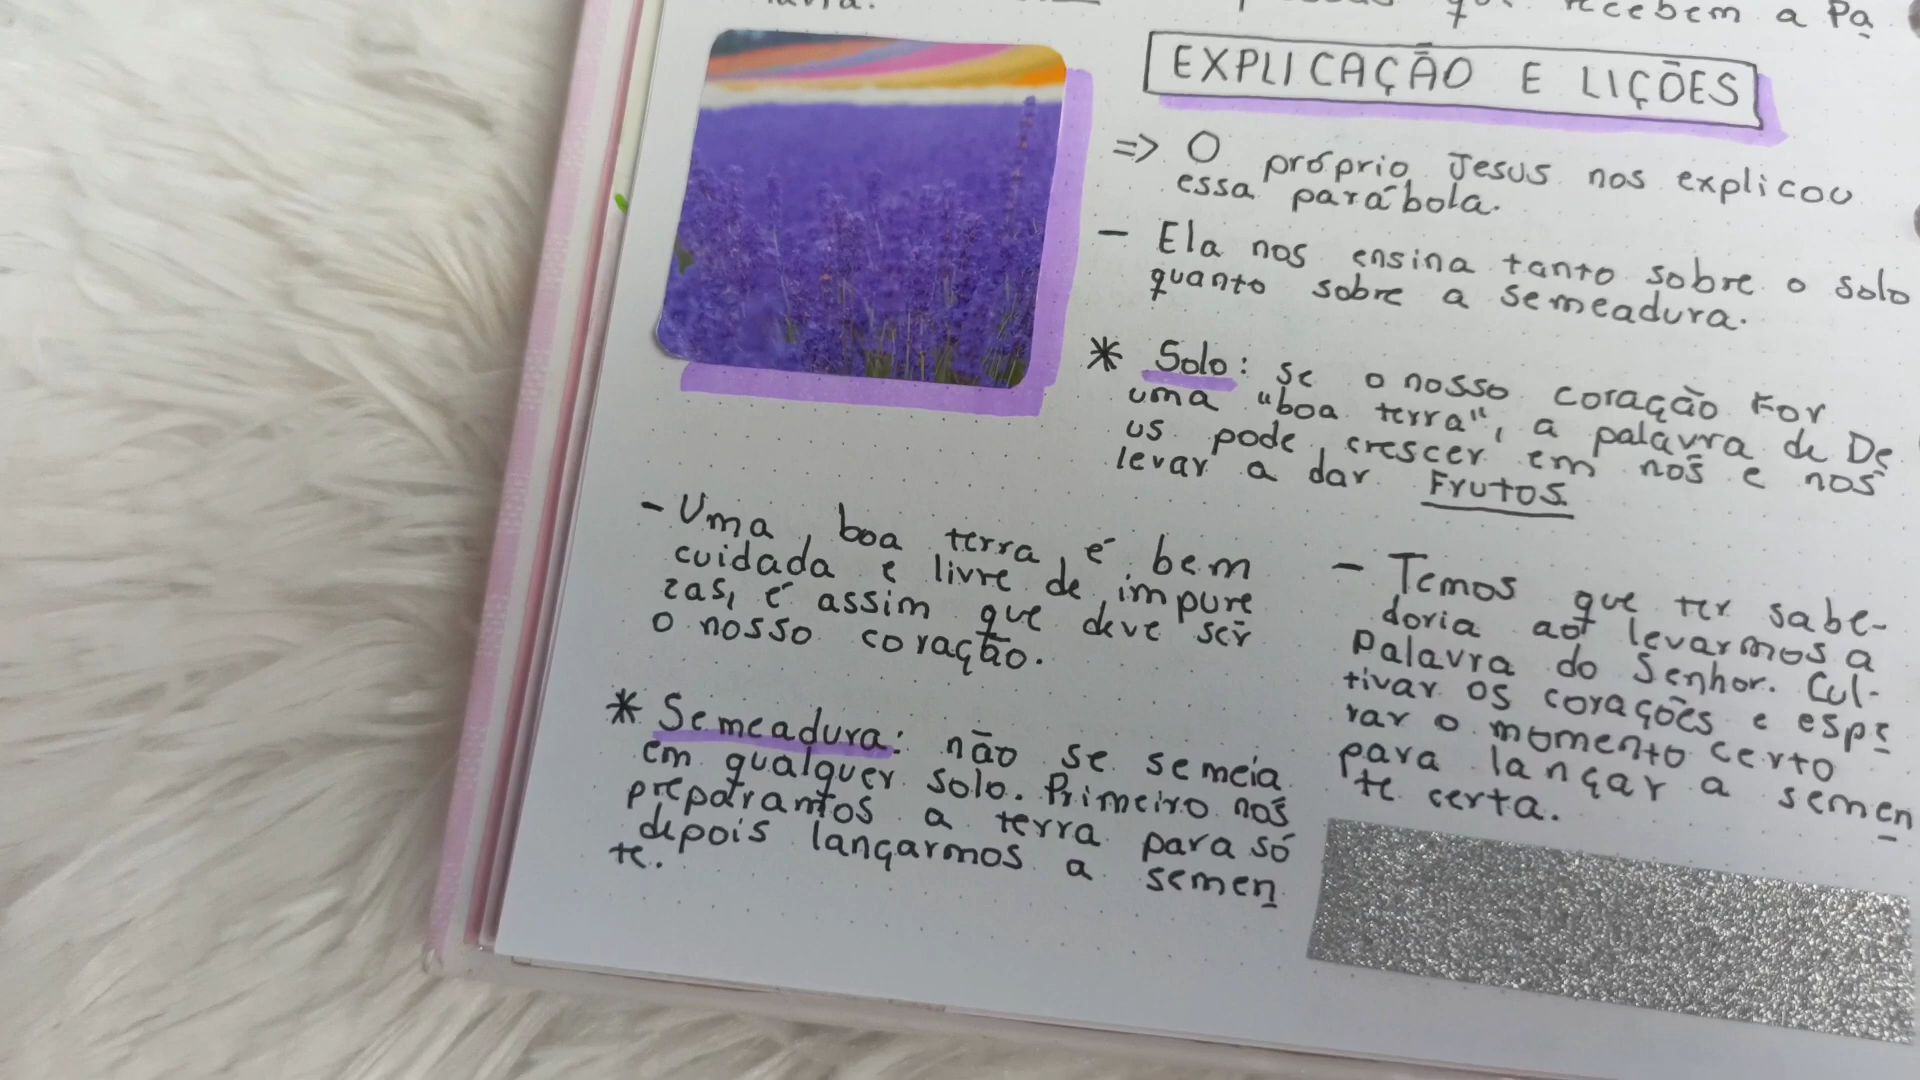 recebem a Pa
EXPLICAÇÃO E LIÇÕES
=> O próprio Jesus nos explicou
essa parábola.
- Ela nos ensina tanto sobre o solo
quanto sobre a semeadura.
* Solo: se o nosso coração For
uma "boa terra", a palavra de De
us pode crescer em nós e nos
levar a dar Frutos
- Uma boa terra é bem
cuidada e livre de impure
zas, é assim que deve ser
o nosso coração.
* Semeadura: não se semeia
em qualquer solo. Primeiro nós
preparamos a terra para só
depois lançarmos a semen
te.
- Temos que ter sabe-
doria ao levarmos a
Palavra do Senhor. Cul-
tivar os corações e espe
rar o momento certo
para lançar a semen
te certa.